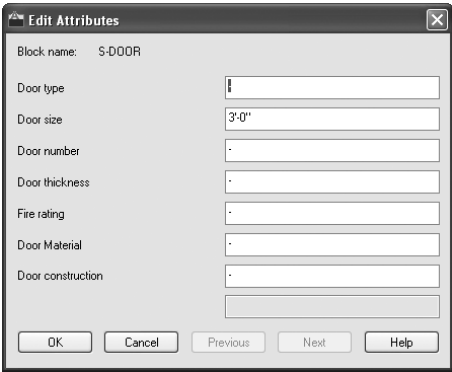 Edit Attributes
Block name: S-DOOR
Door type -
Door size 3'-0"
Door number -
Door thickness -
Fire rating -
Door Material -
Door construction -
OK Cancel Previous Next Help